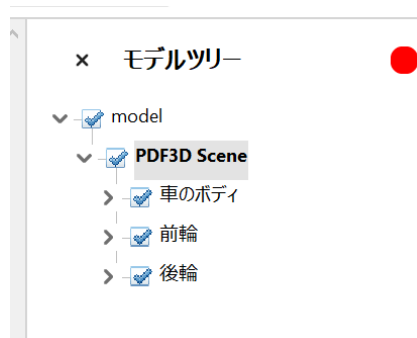 × モデルツリー
model
PDF3D Scene
車のボディ
前輪
後輪